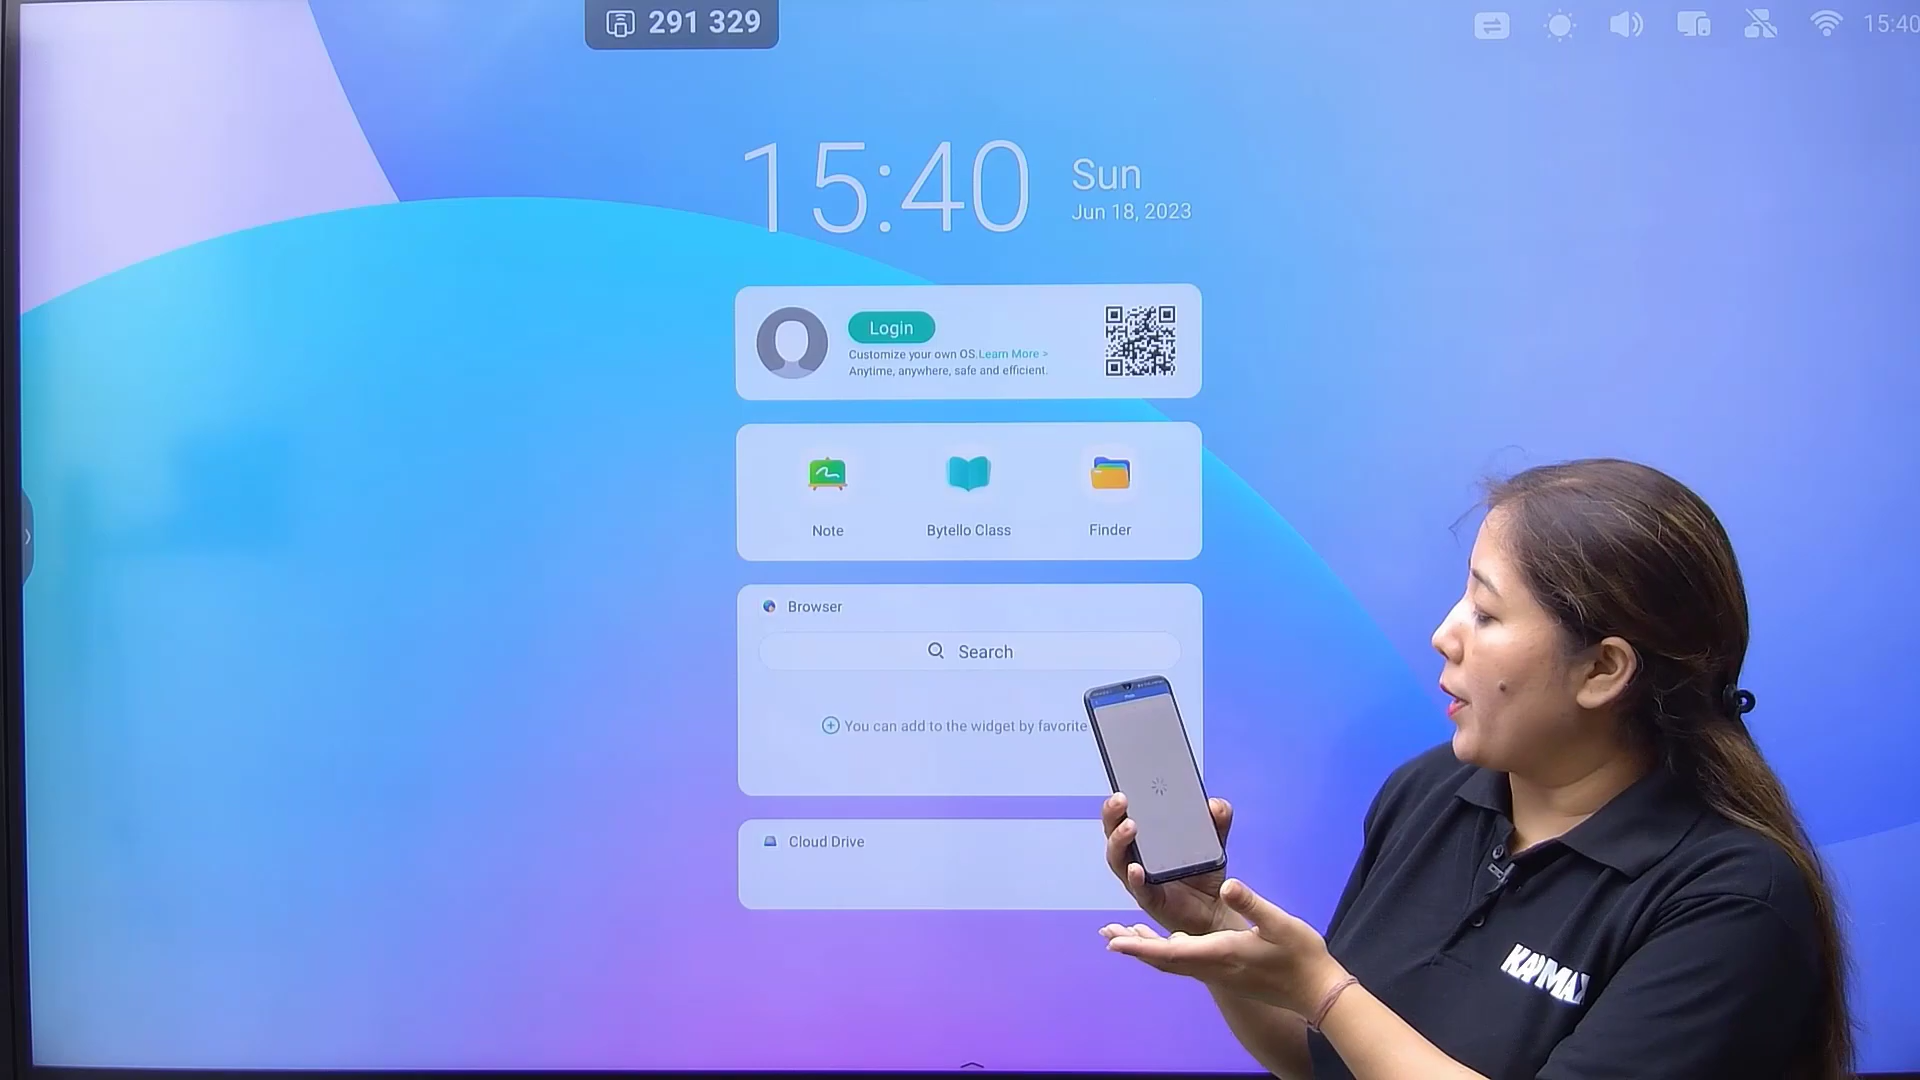 291 329
15:40
15:40
Sun
Jun 18, 2023
Login
Customize your own OS.Learn More >
Anytime, anywhere, safe and efficient.
Note
Bytello Class
Finder
Browser
Search
You can add to the widget by favorite
Cloud Drive